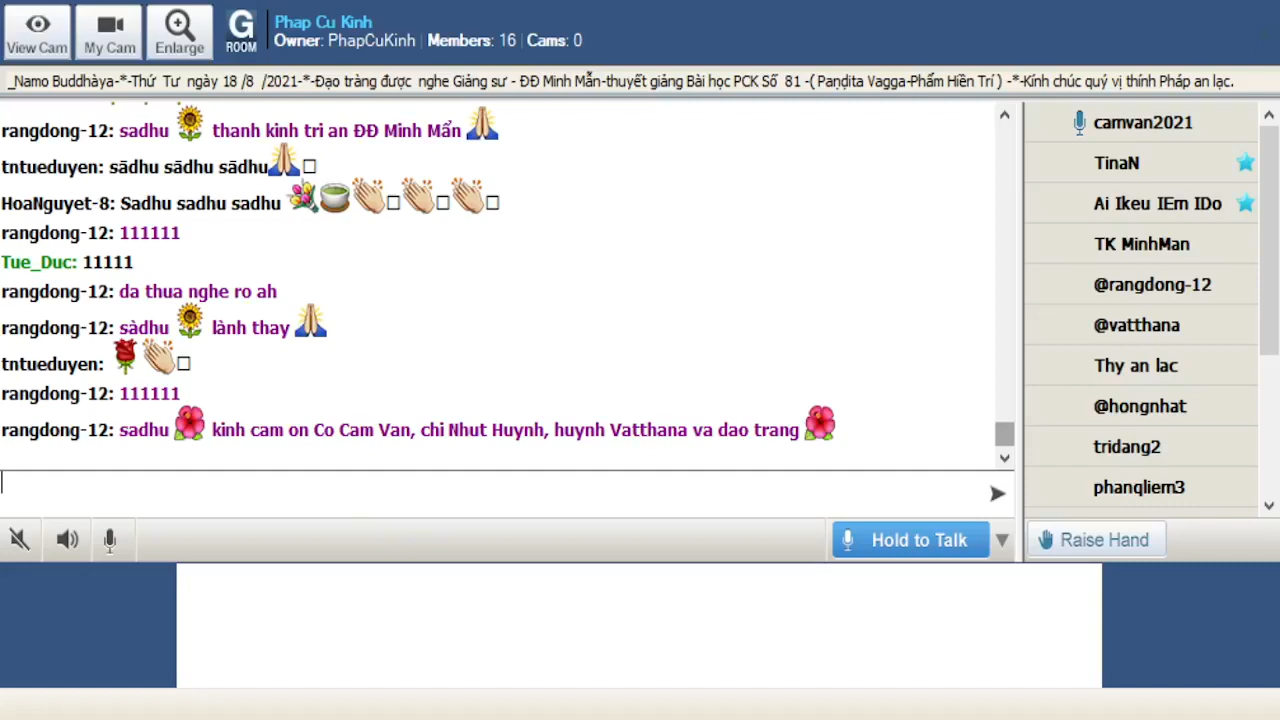 View Cam
My Cam
Enlarge
G
ROOM
Phap Cu Kinh
Owner: PhapCuKinh | Members: 16 | Cams: 0
_Namo Buddhàya-*-Thứ Tư ngày 18 /8 /2021-*-Đạo tràng được nghe Giảng sư - ĐĐ Minh Mẫn-thuyết giảng Bài học PCK Số 81 -( Paṇḍita Vagga-Phẩm Hiền Trí ) -*-Kính chúc quý vị thính Pháp an lạc.
rangdong-12: sadhu 🌻 thanh kinh tri an ĐĐ Minh Mẩn 🙏
tntueduyen: sādhu sādhu sādhu🙏
HoaNguyet-8: Sadhu sadhu sadhu 💐🍵👏👏👏
rangdong-12: 111111
Tue_Duc: 11111
rangdong-12: da thua nghe ro ah
rangdong-12: sàdhu 🌻 lành thay 🙏
tntueduyen: 🌹👏
rangdong-12: 111111
rangdong-12: sadhu 🌺 kinh cam on Co Cam Van, chi Nhut Huynh, huynh Vatthana va dao trang 🌺
camvan2021
TinaN
Ai Ikeu IEm IDo
TK MinhMan
@rangdong-12
@vatthana
Thy an lac
@hongnhat
tridang2
phanqliem3
Hold to Talk
Raise Hand